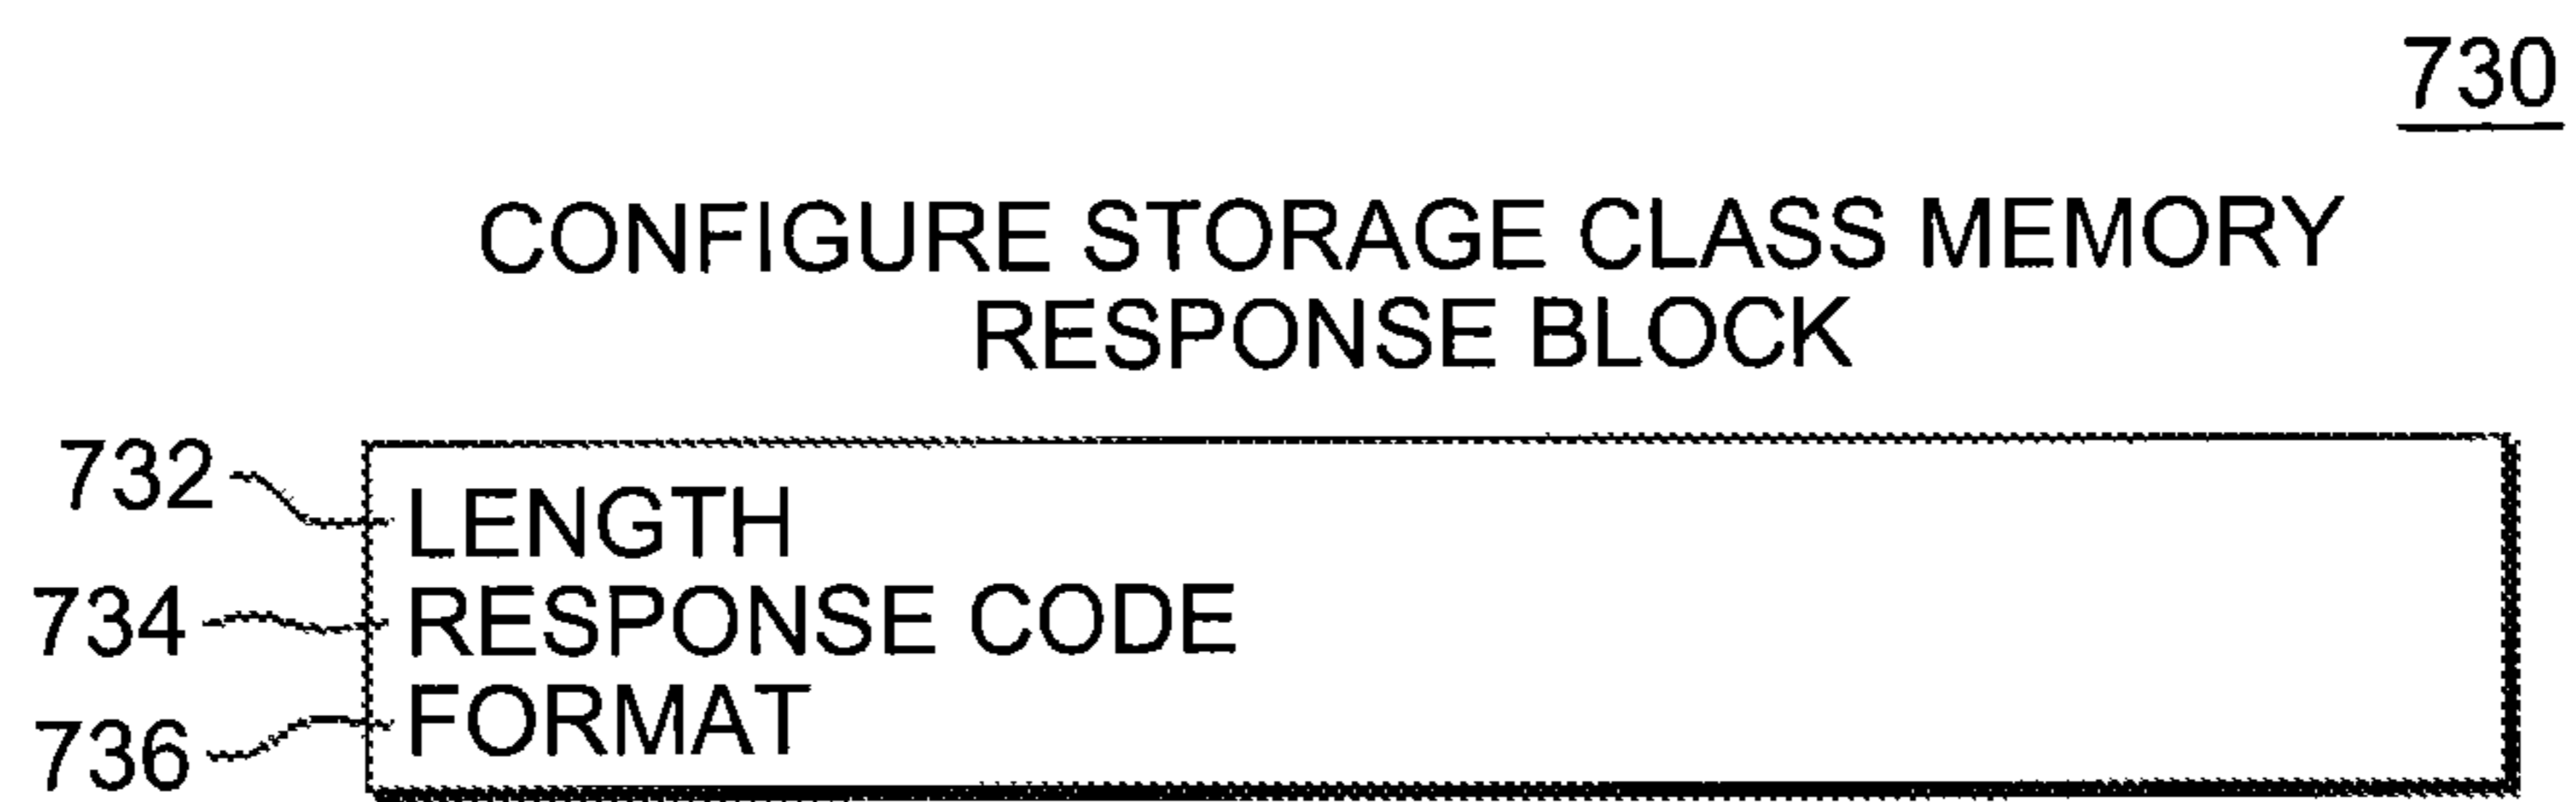 730
CONFIGURE STORAGE CLASS MEMORY
RESPONSE BLOCK
732 LENGTH
734 RESPONSE CODE
736 FORMAT